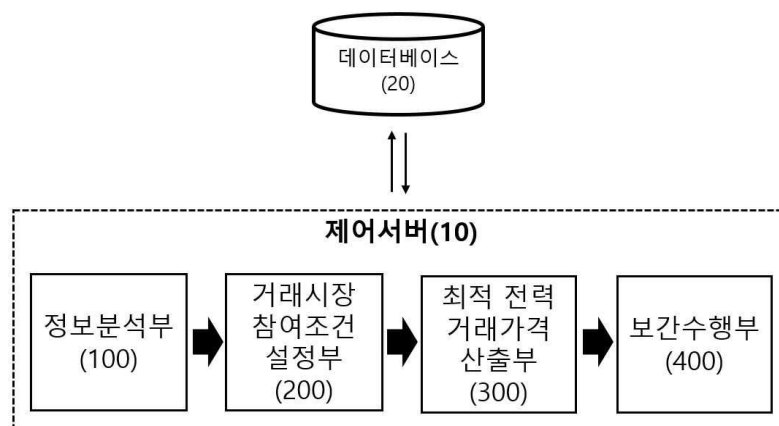 데이터베이스
(20)
제어서버(10)
정보분석부
(100)
거래시장
참여조건
설정부
(200)
최적 전력
거래가격
산출부
(300)
보간수행부
(400)